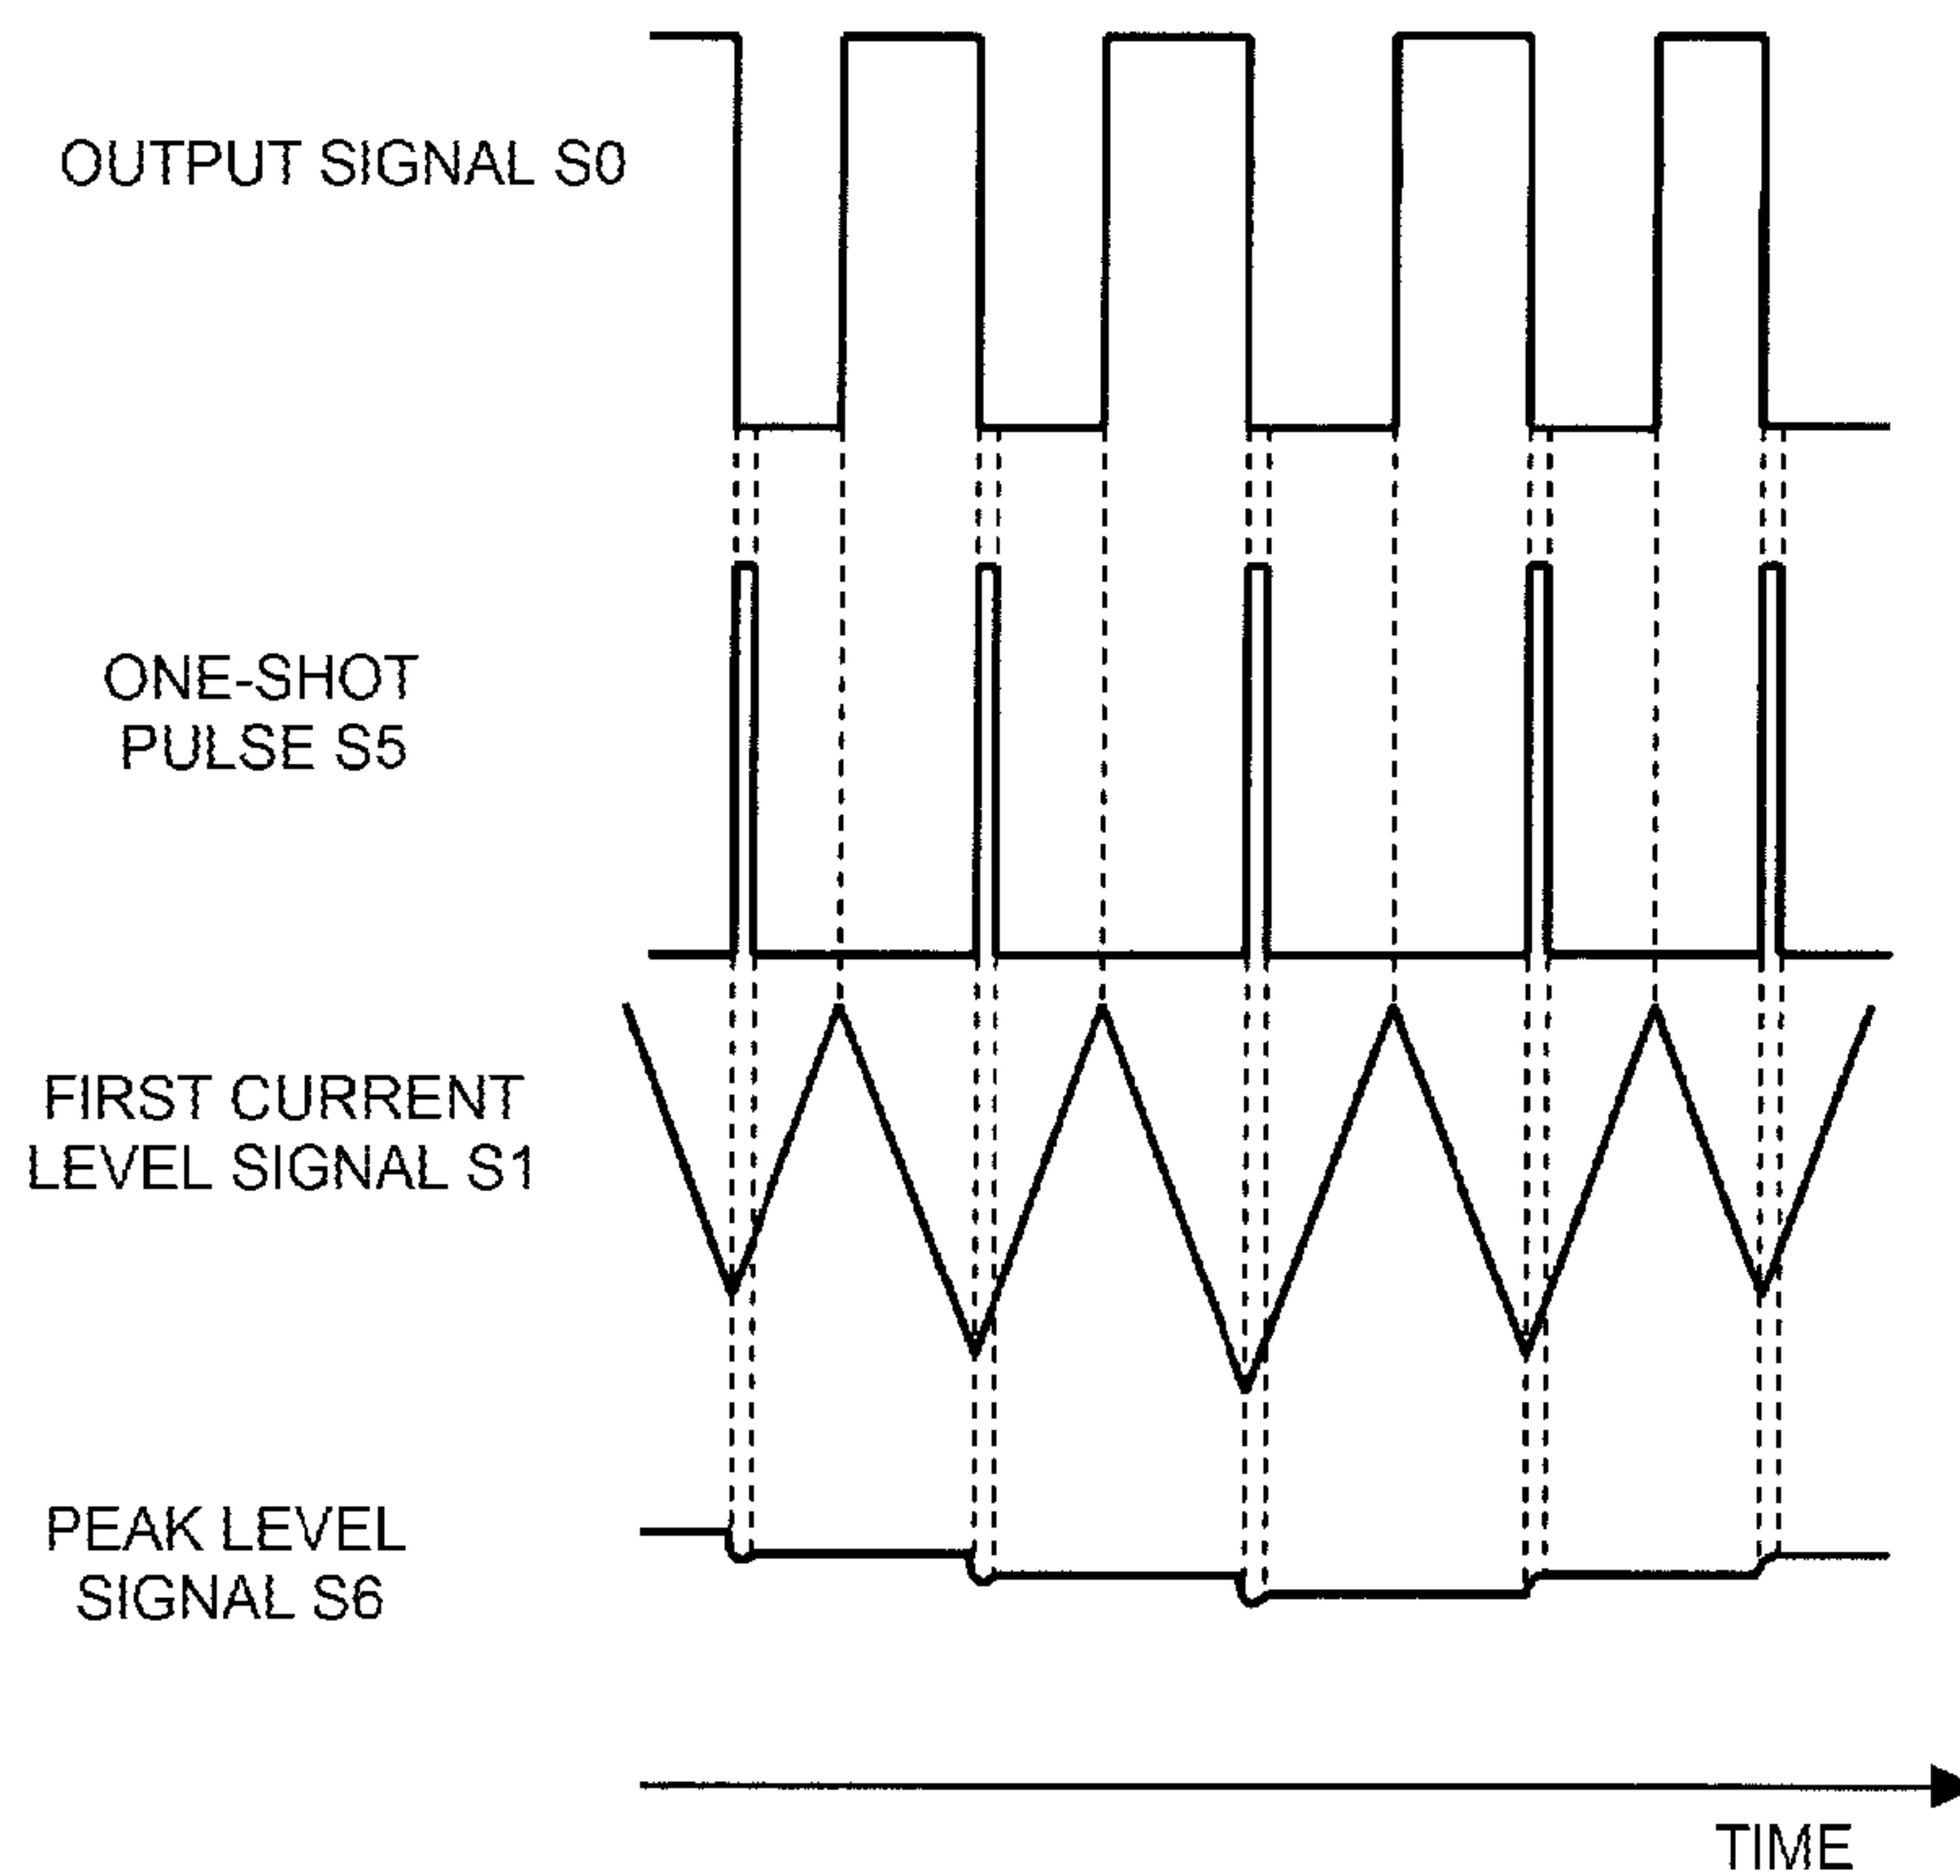 OUTPUT SIGNAL S0
ONE-SHOT
PULSE S5
FIRST CURRENT
LEVEL SIGNAL S1
PEAK LEVEL
SIGNAL S6
TIME